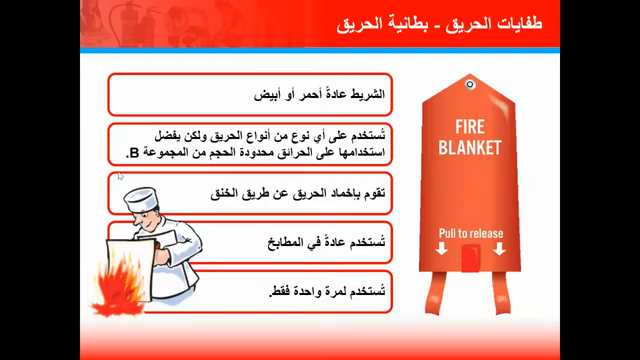 طفايات الحريق - بطانية الحريق
الشريط عادةً أحمر أو أبيض
تُستخدم على أي نوع من أنواع الحريق ولكن يفضل
استخدامها على الحرائق محدودة الحجم من المجموعة B.
تقوم بإخماد الحريق عن طريق الخنق
تُستخدم عادةً في المطابخ
تُستخدم لمرة واحدة فقط.
FIRE
BLANKET
Pull to release